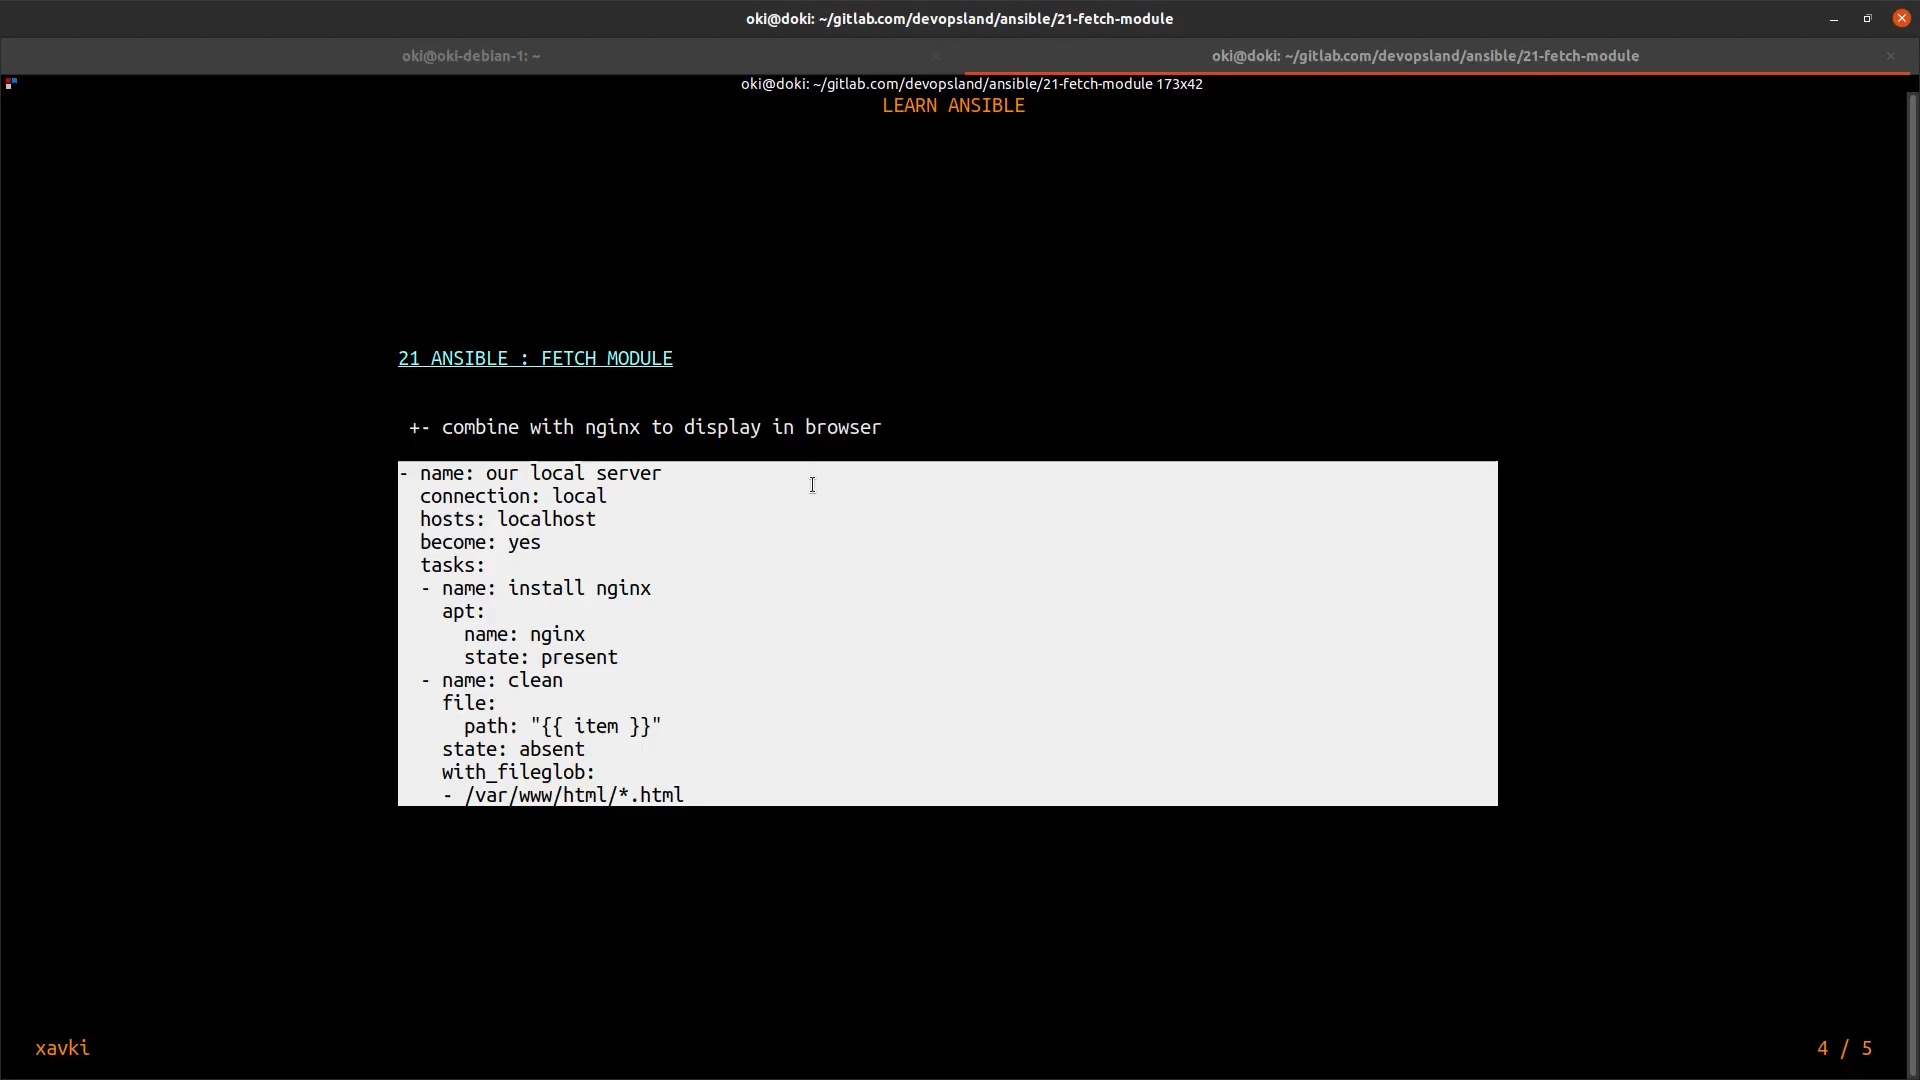 oki@doki: ~/gitlab.com/devopsland/ansible/21-fetch-module
oki@oki-debian-1: ~
oki@doki: ~/gitlab.com/devopsland/ansible/21-fetch-module
oki@doki: ~/gitlab.com/devopsland/ansible/21-fetch-module 173x42
LEARN ANSIBLE
21 ANSIBLE : FETCH MODULE
+- combine with nginx to display in browser
- name: our local server
  connection: local
  hosts: localhost
  become: yes
  tasks:
  - name: install nginx
    apt:
      name: nginx
      state: present
  - name: clean
    file:
      path: "{{ item }}"
    state: absent
    with_fileglob:
    - /var/www/html/*.html
xavki
4 / 5